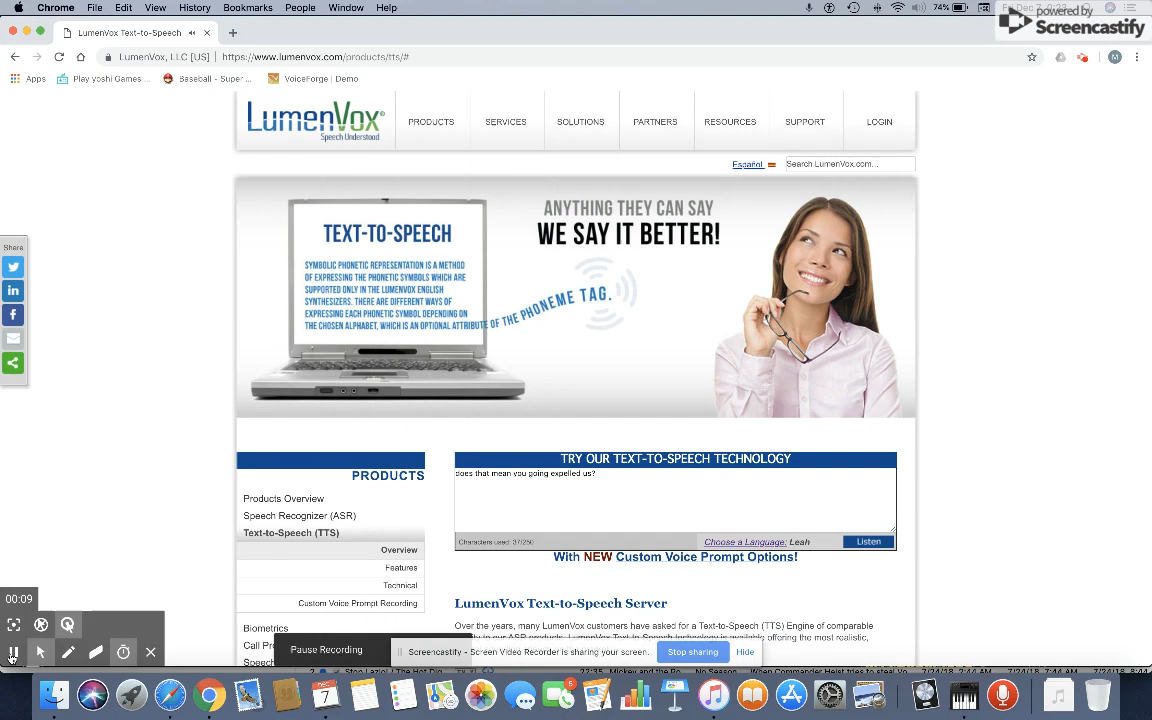 Chrome File Edit View History Bookmarks People Window Help 74%
powered by
Screencastify
LumenVox Text-to-Speech
LumenVox, LLC [US] https://www.lumenvox.com/products/tts/#
Apps Play yoshi Games ... Baseball - Super ... VoiceForge | Demo
LumenVox
Speech Understood
PRODUCTS SERVICES SOLUTIONS PARTNERS RESOURCES SUPPORT LOGIN
Español Search LumenVox.com...
ANYTHING THEY CAN SAY
WE SAY IT BETTER!
TEXT-TO-SPEECH
SYMBOLIC PHONETIC REPRESENTATION IS A METHOD
OF EXPRESSING THE PHONETIC SYMBOLS WHICH ARE
SUPPORTED ONLY IN THE LUMENVOX ENGLISH
SYNTHESIZERS. THERE ARE DIFFERENT WAYS OF
EXPRESSING EACH PHONETIC SYMBOL DEPENDING ON
THE CHOSEN ALPHABET, WHICH IS AN OPTIONAL ATTRIBUTE OF THE PHONEME TAG.
Share
TRY OUR TEXT-TO-SPEECH TECHNOLOGY
does that mean you going expelled us?
Characters used: 37/250 Choose a Language: Leah Listen
With NEW Custom Voice Prompt Options!
PRODUCTS
Products Overview
Speech Recognizer (ASR)
Text-to-Speech (TTS)
Overview
Features
Technical
Custom Voice Prompt Recording
Biometrics
LumenVox Text-to-Speech Server
Over the years, many LumenVox customers have asked for a Text-to-Speech (TTS) Engine of comparable
00:09
Pause Recording
Screencastify - Screen Video Recorder is sharing your screen. Stop sharing Hide
DEC
7
5